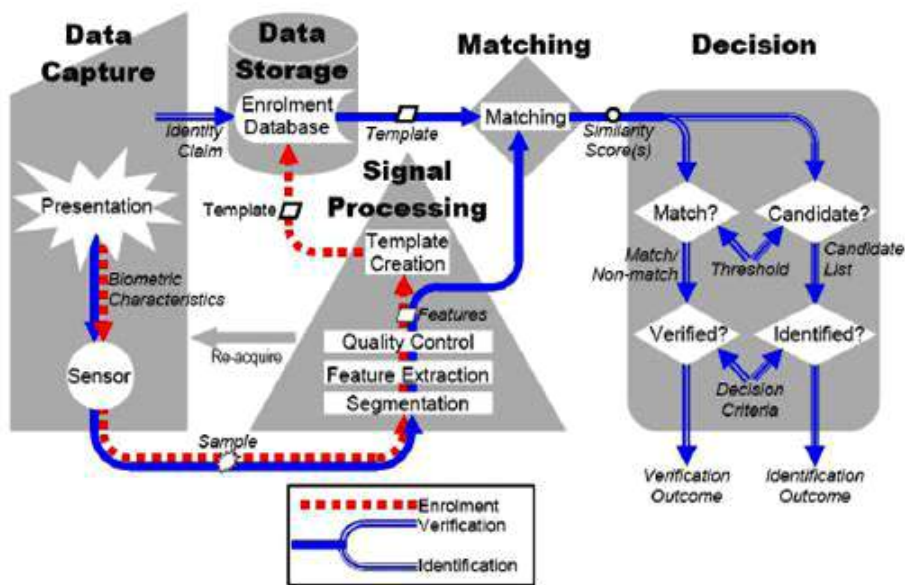 Data
Capture
Data
Storage
Matching
Decision
Enrolment
Database
Identity
Claim
Template
Matching
Similarity
Score(s)
Presentation
Template
Signal
Processing
Template
Creation
Match?
Candidate?
Match/
Non-match
Threshold
Candidate
List
Biometric
Characteristics
Features
Re-acquire
Quality Control
Feature Extraction
Segmentation
Verified?
Identified?
Sensor
Decision
Criteria
Sample
Verification
Outcome
Identification
Outcome
Enrolment
Verification
Identification